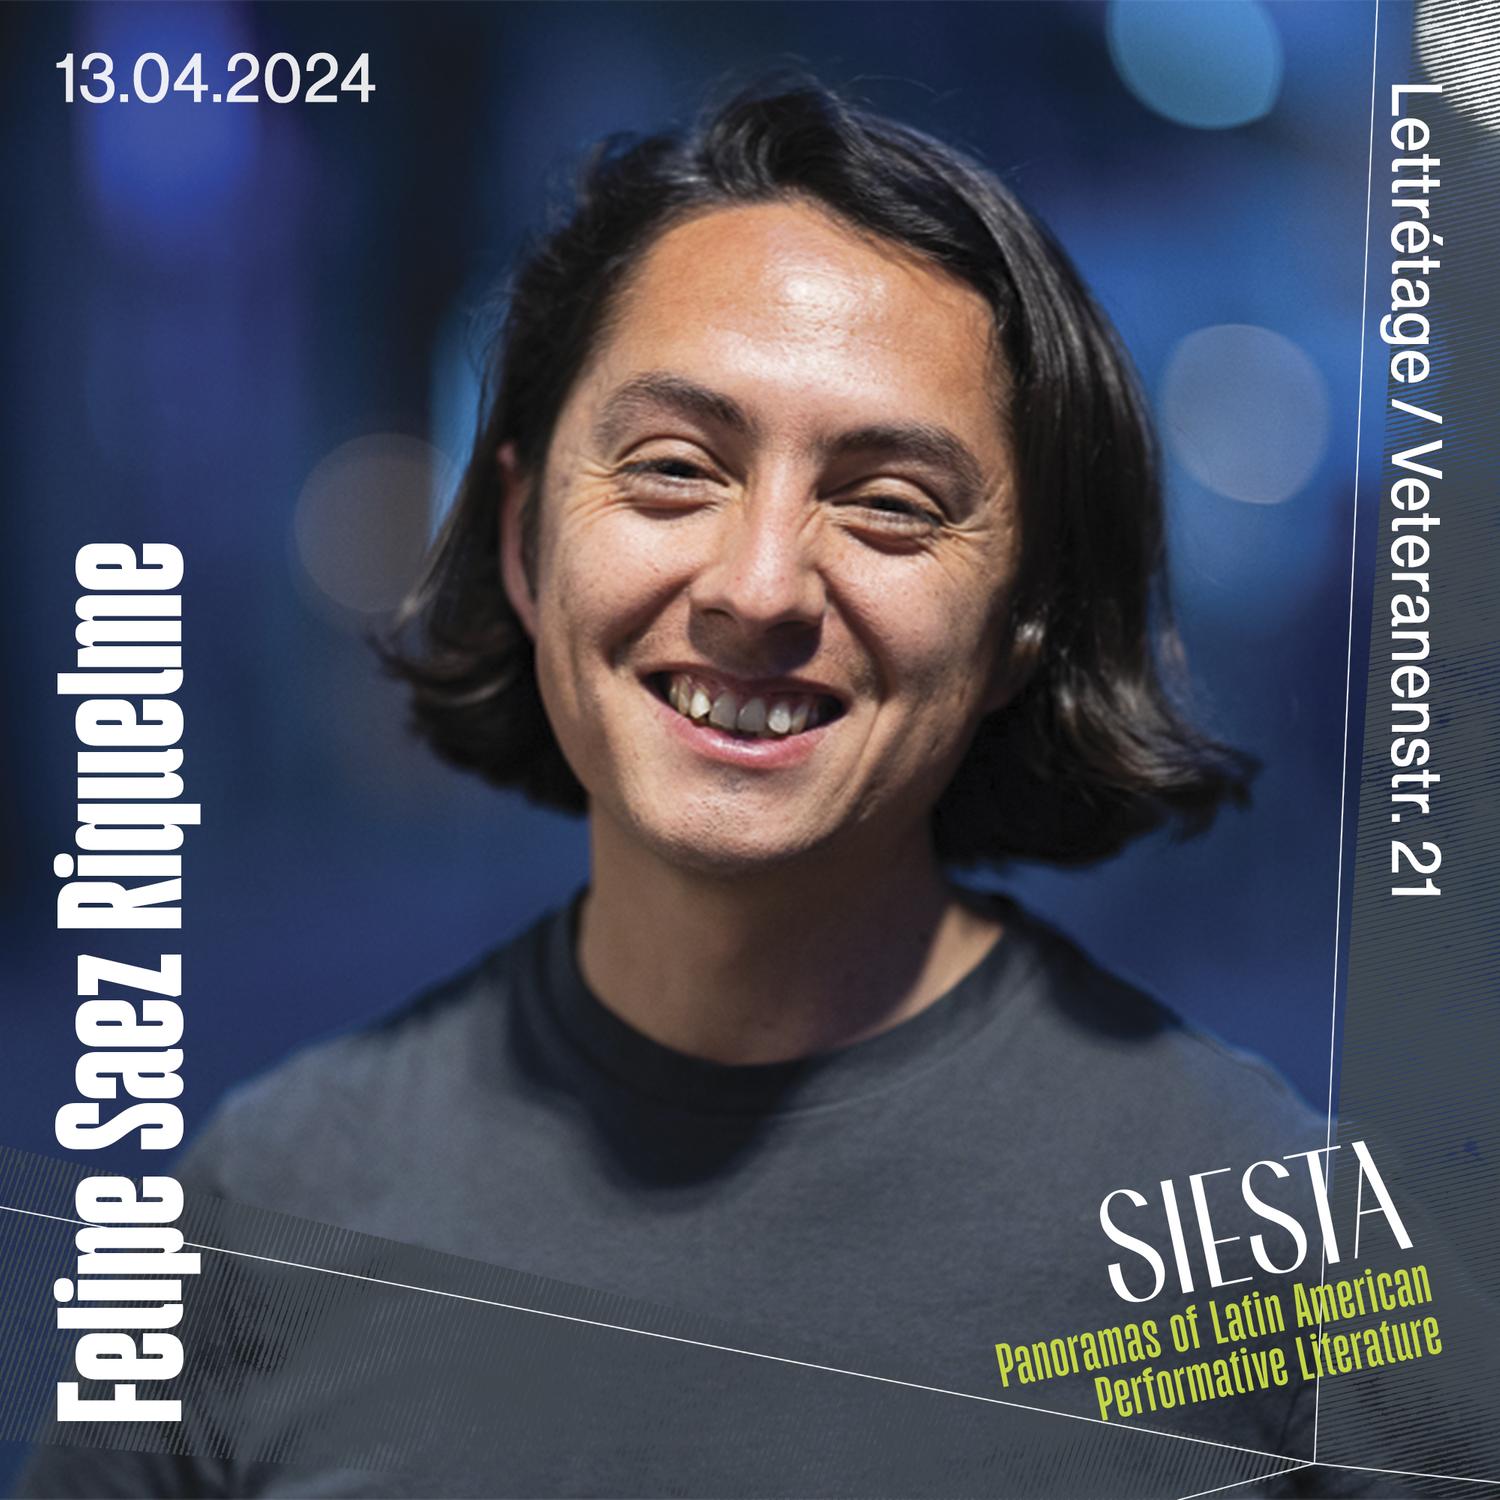 13.04.2024
Lettrétage / Veteranenstr. 21
Felipe Saez Riquelme
SIESTA
Panoramas of Latin American
Performative Literature